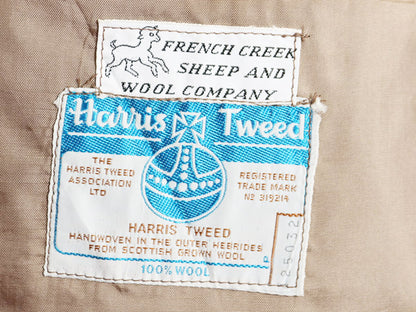 FRENCH CREEK
SHEEP AND
WOOL COMPANY
Harris Tweed
THE
HARRIS TWEED
ASSOCIATION
LTD
REGISTERED
TRADE MARK
No 319214
HARRIS TWEED
HANDWOVEN IN THE OUTER HEBRIDES
FROM SCOTTISH GROWN WOOL
100% WOOL
P
25032